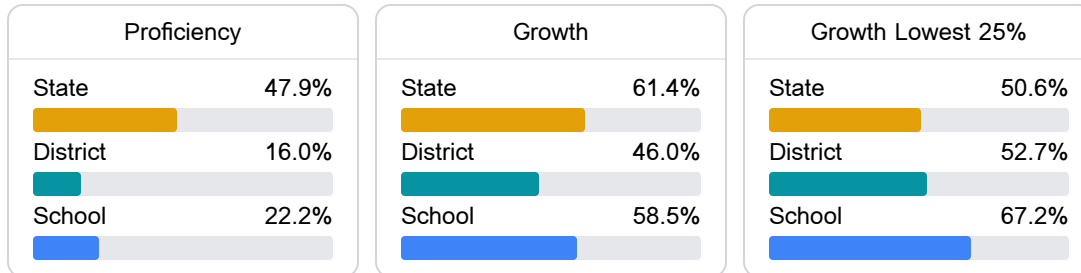 Proficiency
State 47.9%
District 16.0%
School 22.2%
Growth
State 61.4%
District 46.0%
School 58.5%
Growth Lowest 25%
State 50.6%
District 52.7%
School 67.2%